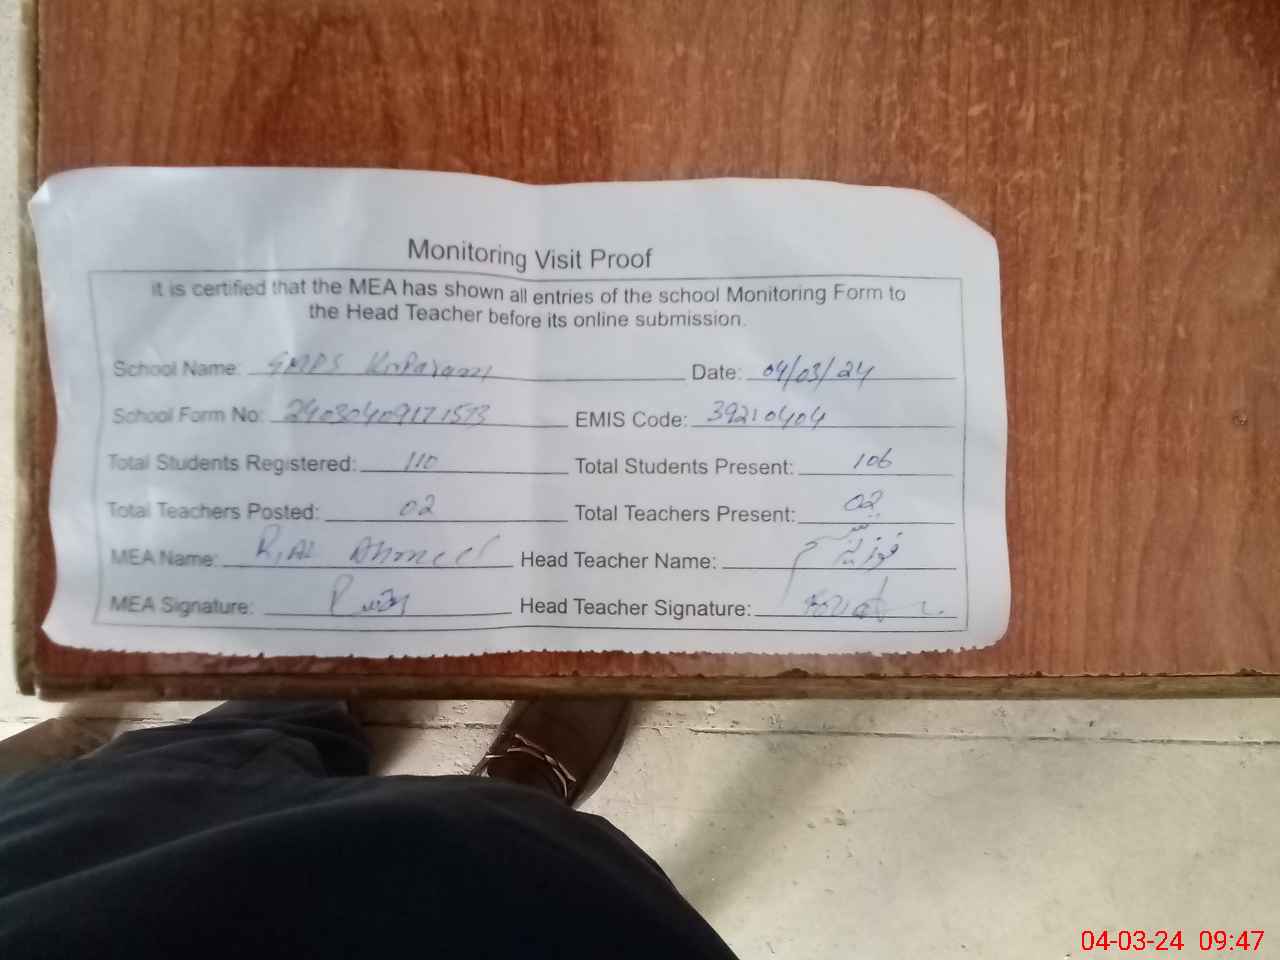 Monitoring Visit Proof
it is certified that the MEA has shown all entries of the school Monitoring Form to
the Head Teacher before its online submission.
School Name: GMPS Date: 04/03/24
School Form No: 24030409171573 EMIS Code: 39210404
Total Students Registered: 110 Total Students Present: 106
Total Teachers Posted: 02 Total Teachers Present: 02
MEA Name: Riaz Ahmed Head Teacher Name:
MEA Signature: Head Teacher Signature:
04-03-24 09:47